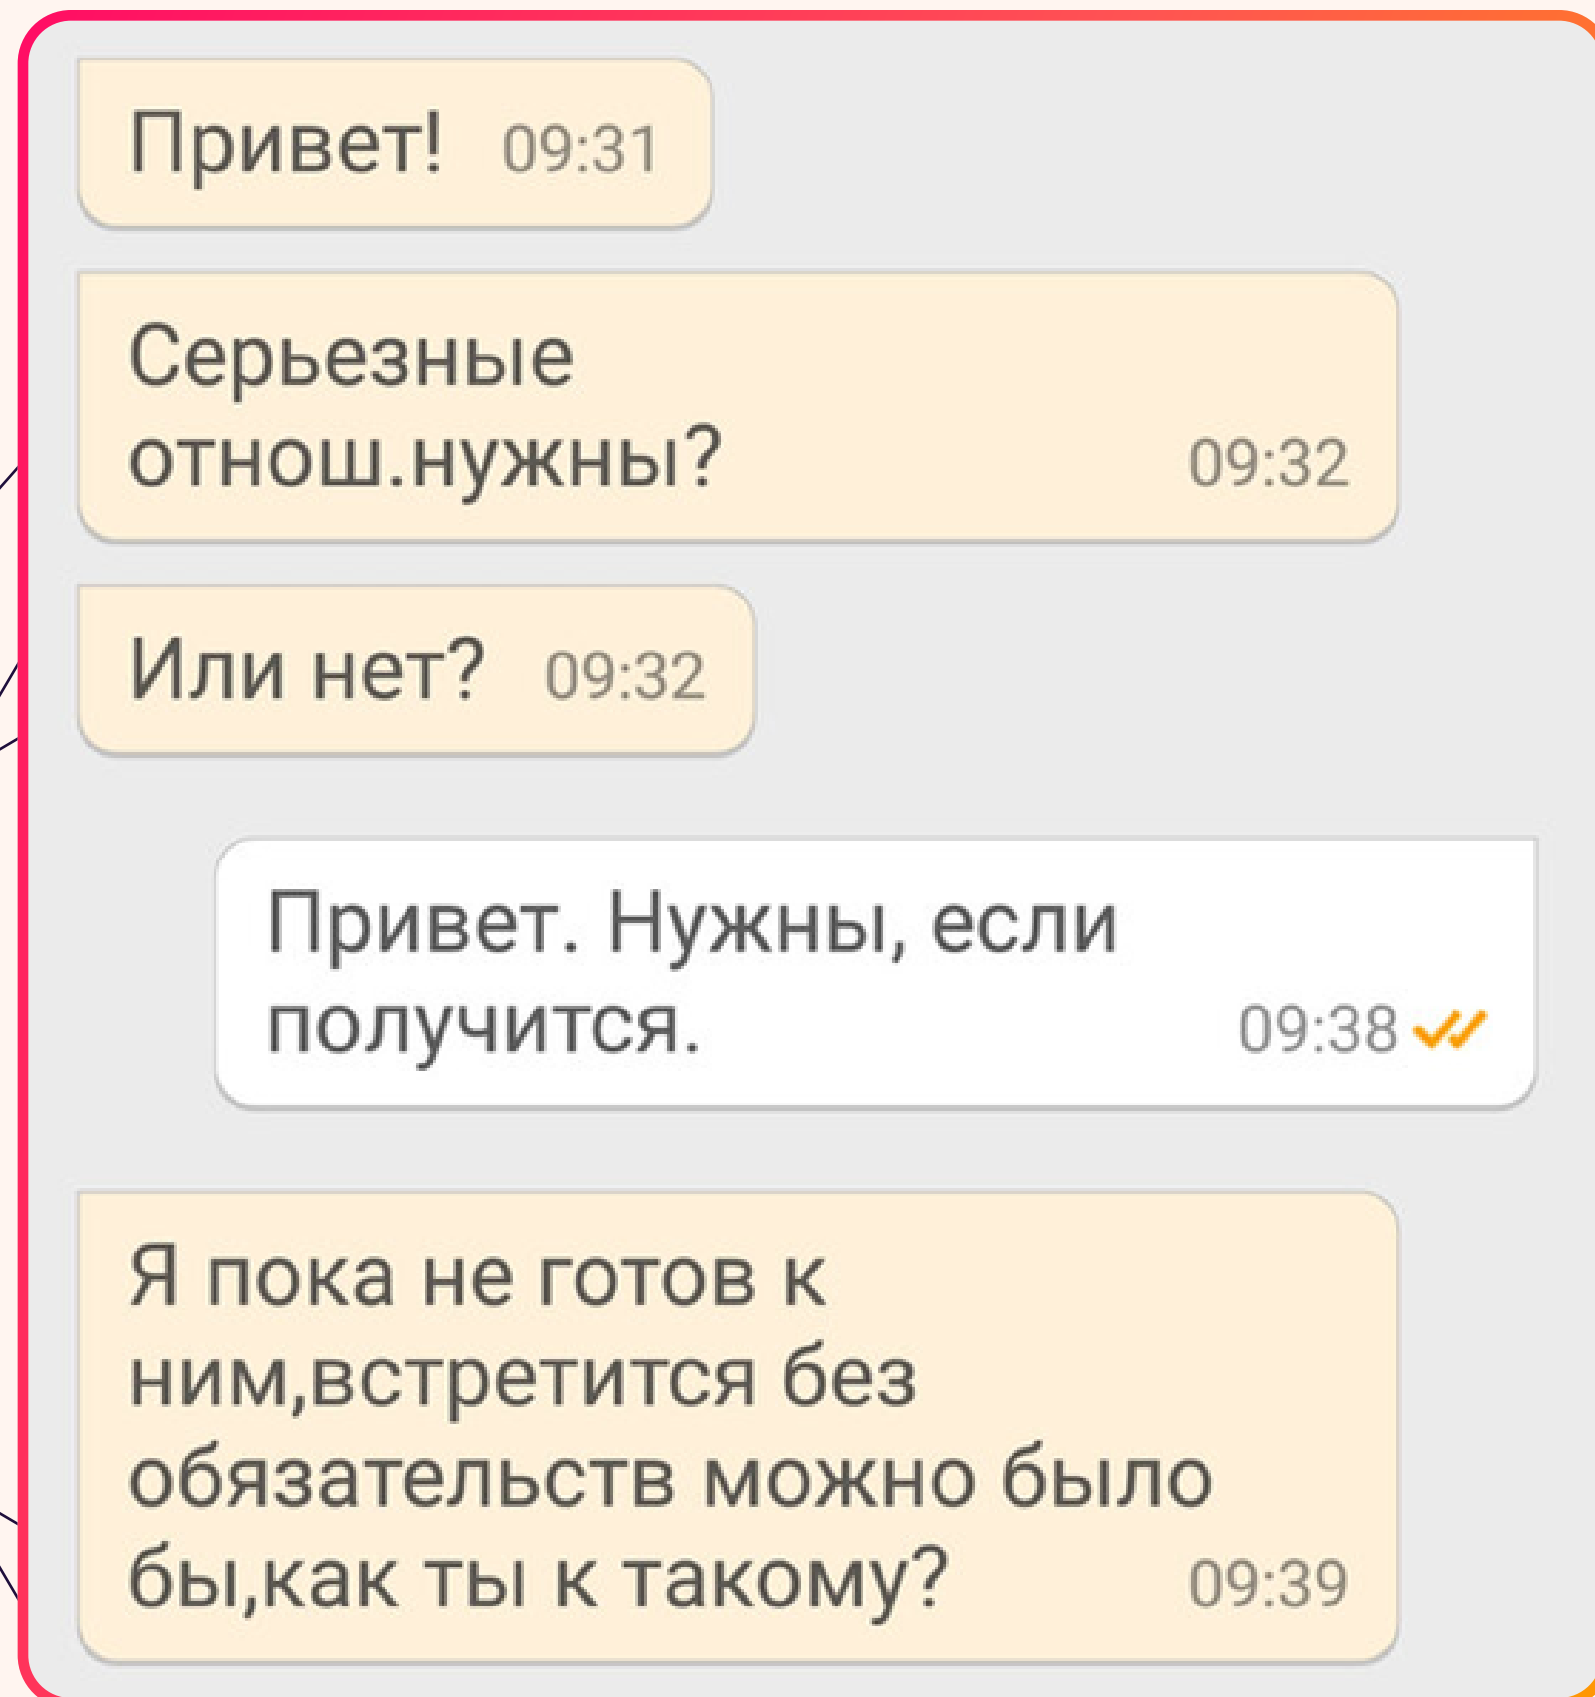 Привет! 09:31
Серьезные
отнош.нужны? 09:32
Или нет? 09:32
Привет. Нужны, если
получится. 09:38
Я пока не готов к
ним,встретится без
обязательств можно было
бы,как ты к такому? 09:39